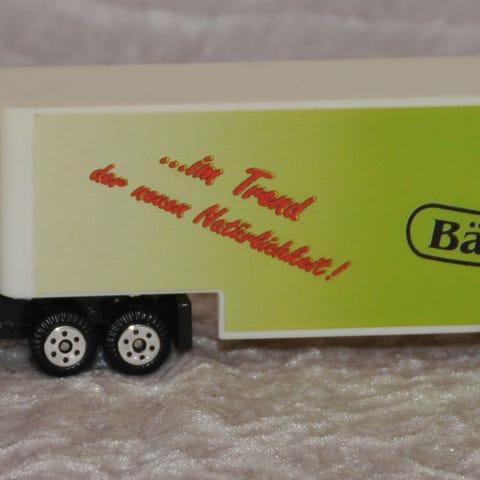 ...im Trend
der neuen Natürlichkeit!
Bä